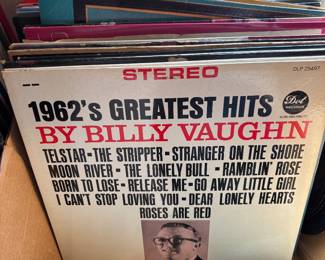 STEREO
DLP 25497
1962's GREATEST HITS
Dot
BY BILLY VAUGHN
TELSTAR-THE STRIPPER-STRANGER ON THE SHORE
MOON RIVER-THE LONELY BULL-RAMBLIN' ROSE
BORN TO LOSE-RELEASE ME-GO AWAY LITTLE GIRL
I CAN'T STOP LOVING YOU-DEAR LONELY HEARTS
ROSES ARE RED